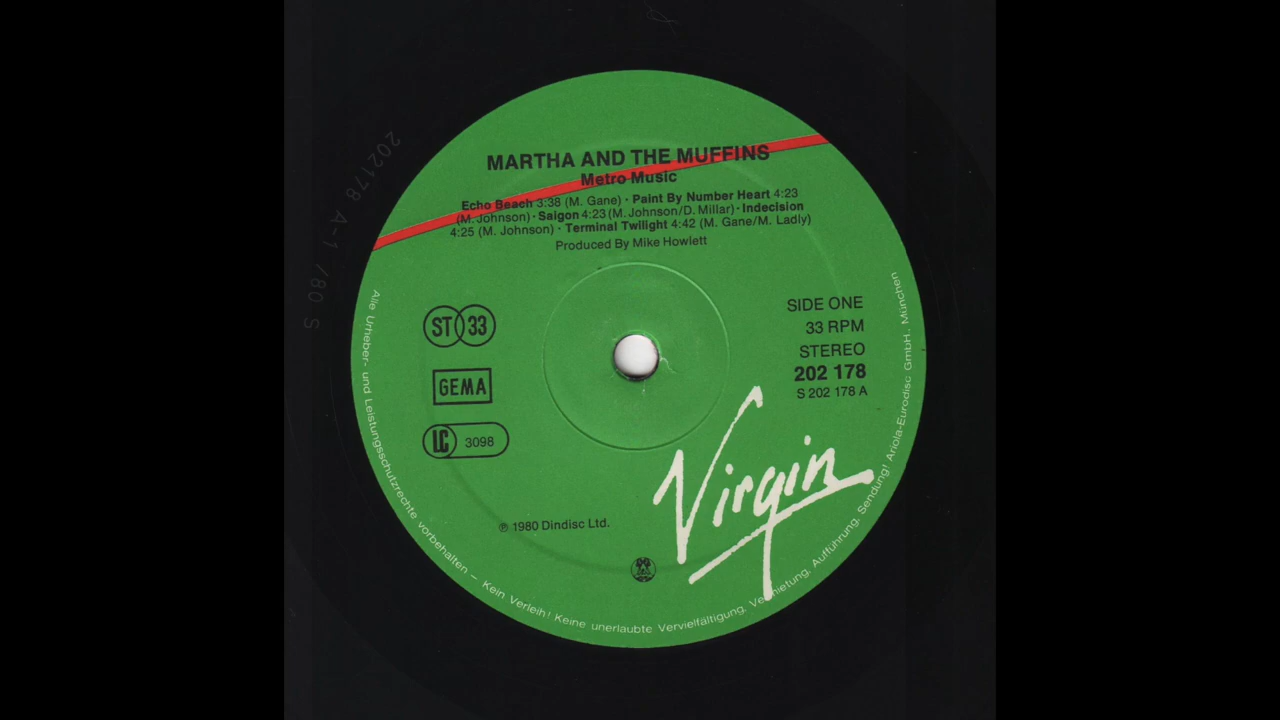 MARTHA AND THE MUFFINS
Metro Music
Echo Beach 3:38 (M. Gane) · Paint By Number Heart 4:23
(M. Johnson) · Saigon 4:23 (M. Johnson/D. Millar) · Indecision
4:25 (M. Johnson) · Terminal Twilight 4:42 (M. Gane/M. Ladly)
Produced By Mike Howlett
SIDE ONE
33 RPM
STEREO
202 178
S 202 178 A
ST 33
GEMA
LC 3098
Virgin
℗ 1980 Dindisc Ltd.
Alle Urheber- und Leistungsschutzrechte vorbehalten – Kein Verleih! Keine unerlaubte Vervielfältigung, Vermietung, Aufführung, Sendung! Ariola-Eurodisc GmbH, München
202178 A-1 /80 S